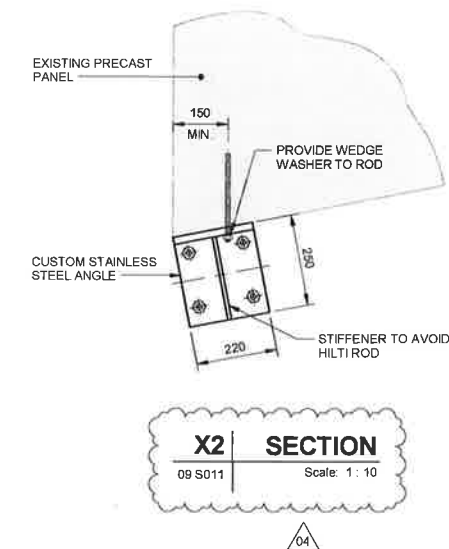 EXISTING PRECAST
PANEL
150
MIN
PROVIDE WEDGE
WASHER TO ROD
CUSTOM STAINLESS
STEEL ANGLE
250
STIFFENER TO AVOID
HILTI ROD
220
X2 SECTION
09 S011 Scale: 1 : 10
04